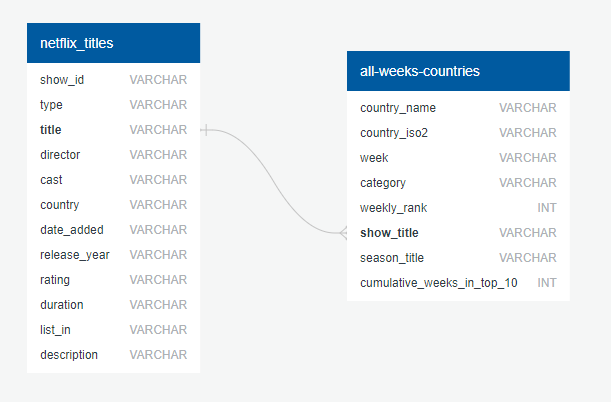 netflix_titles
show_id VARCHAR
type VARCHAR
title VARCHAR
director VARCHAR
cast VARCHAR
country VARCHAR
date_added VARCHAR
release_year VARCHAR
rating VARCHAR
duration VARCHAR
list_in VARCHAR
description VARCHAR
all-weeks-countries
country_name VARCHAR
country_iso2 VARCHAR
week VARCHAR
category VARCHAR
weekly_rank INT
show_title VARCHAR
season_title VARCHAR
cumulative_weeks_in_top_10 INT